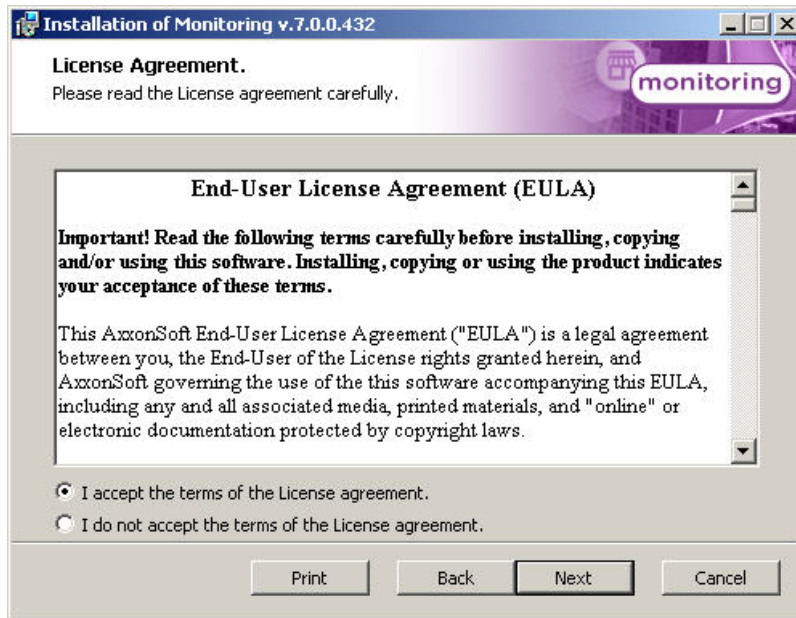 Installation of Monitoring v.7.0.0.432
License Agreement.
Please read the License agreement carefully.
monitoring
End-User License Agreement (EULA)
Important! Read the following terms carefully before installing, copying
and/or using this software. Installing, copying or using the product indicates
your acceptance of these terms.
This AxxonSoft End-User License Agreement ("EULA") is a legal agreement
between you, the End-User of the License rights granted herein, and
AxxonSoft governing the use of the this software accompanying this EULA,
including any and all associated media, printed materials, and "online" or
electronic documentation protected by copyright laws.
I accept the terms of the License agreement.
I do not accept the terms of the License agreement.
Print Back Next Cancel